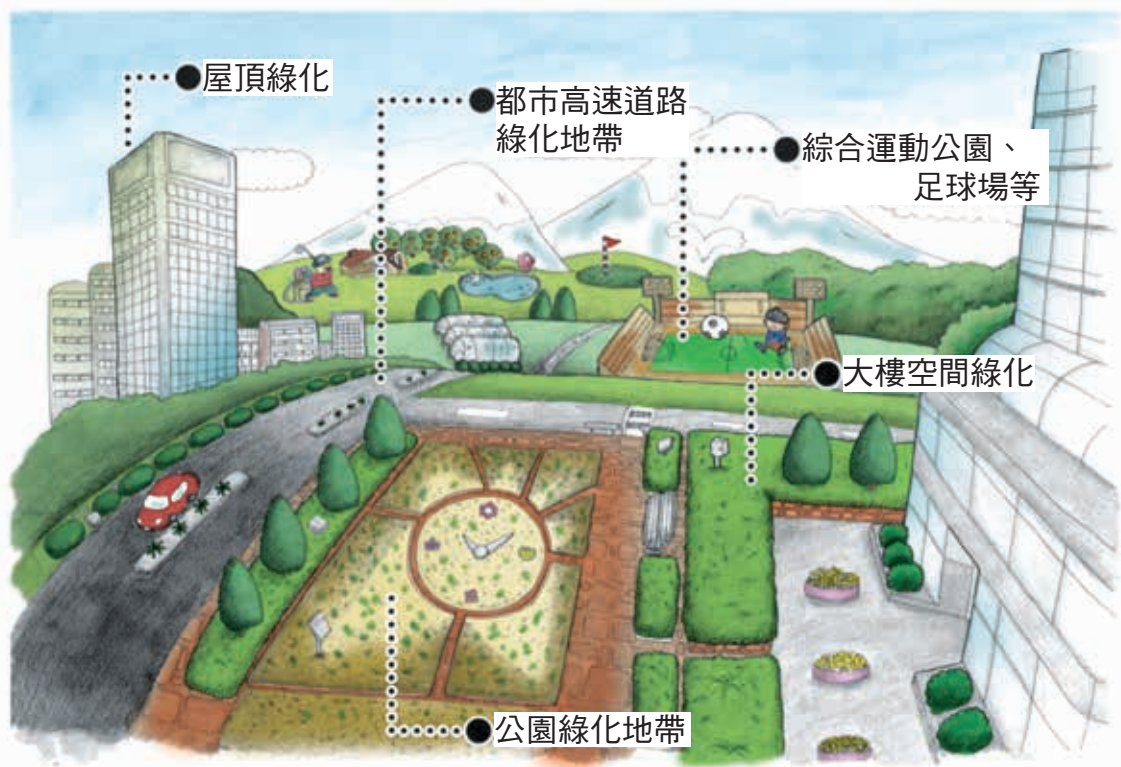 屋頂綠化
都市高速道路
綠化地帶
綜合運動公園、
足球場等
大樓空間綠化
公園綠化地帶